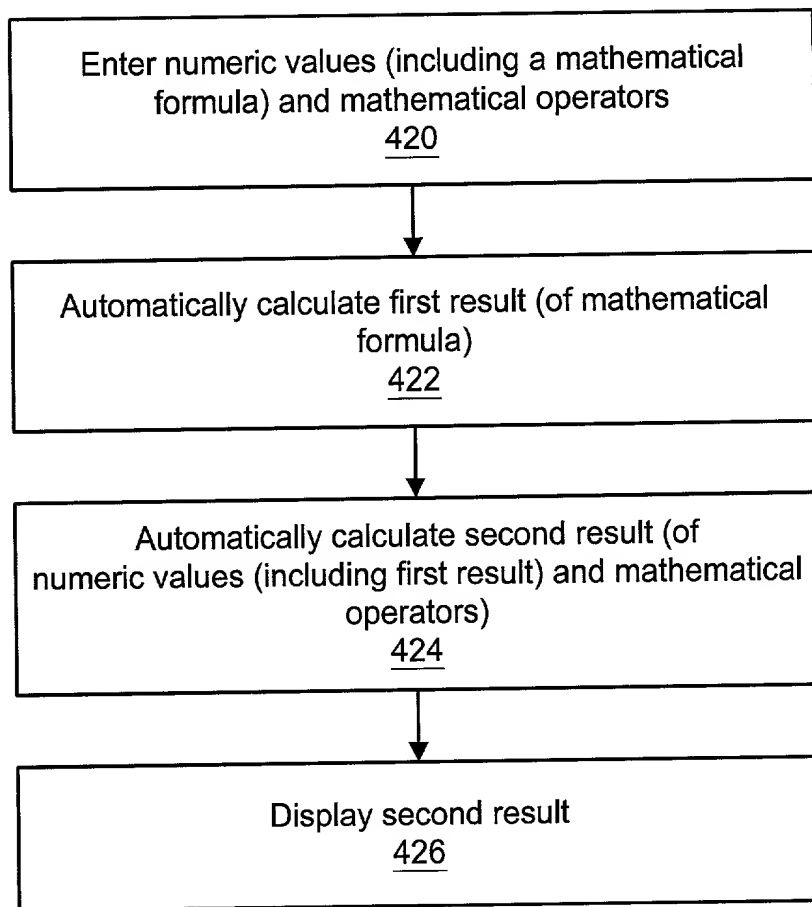 Enter numeric values (including a mathematical
formula) and mathematical operators
420
Automatically calculate first result (of mathematical
formula)
422
Automatically calculate second result (of
numeric values (including first result) and mathematical
operators)
424
Display second result
426